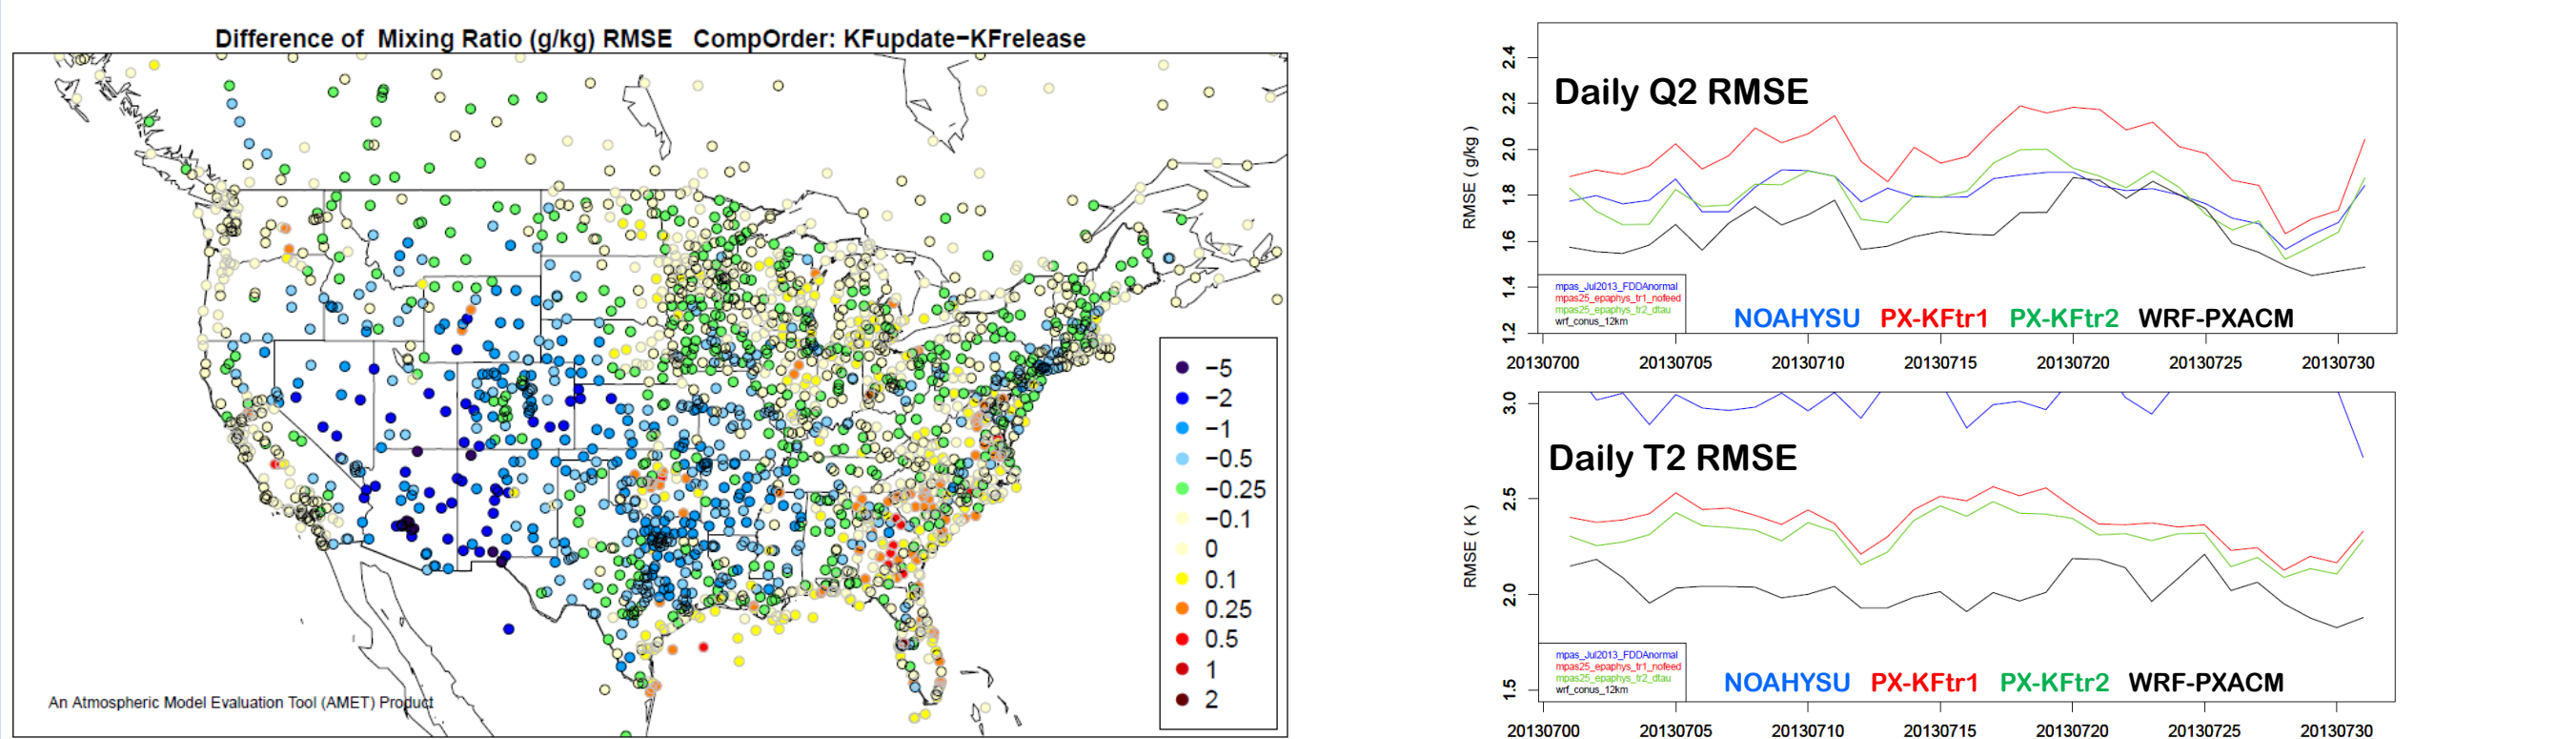 Difference of  Mixing Ratio (g/kg) RMSE   CompOrder: KFupdate−KFrelease
−5
−2
−1
−0.5
−0.25
−0.1
0
0.1
0.25
0.5
1
2
An Atmospheric Model Evaluation Tool (AMET) Product
Daily Q2 RMSE
RMSE ( g/kg )
2.4
2.2
2.0
1.8
1.6
1.4
1.2
mpas_Jul2013_FDDAnormal
mpas25_epaphys_tr1_nofeed
mpas25_epaphys_tr2_dtau
wrf_conus_12km
NOAHYSU PX-KFtr1 PX-KFtr2 WRF-PXACM
20130700 20130705 20130710 20130715 20130720 20130725 20130730
Daily T2 RMSE
RMSE ( K )
3.0
2.5
2.0
1.5
mpas_Jul2013_FDDAnormal
mpas25_epaphys_tr1_nofeed
mpas25_epaphys_tr2_dtau
wrf_conus_12km
NOAHYSU PX-KFtr1 PX-KFtr2 WRF-PXACM
20130700 20130705 20130710 20130715 20130720 20130725 20130730